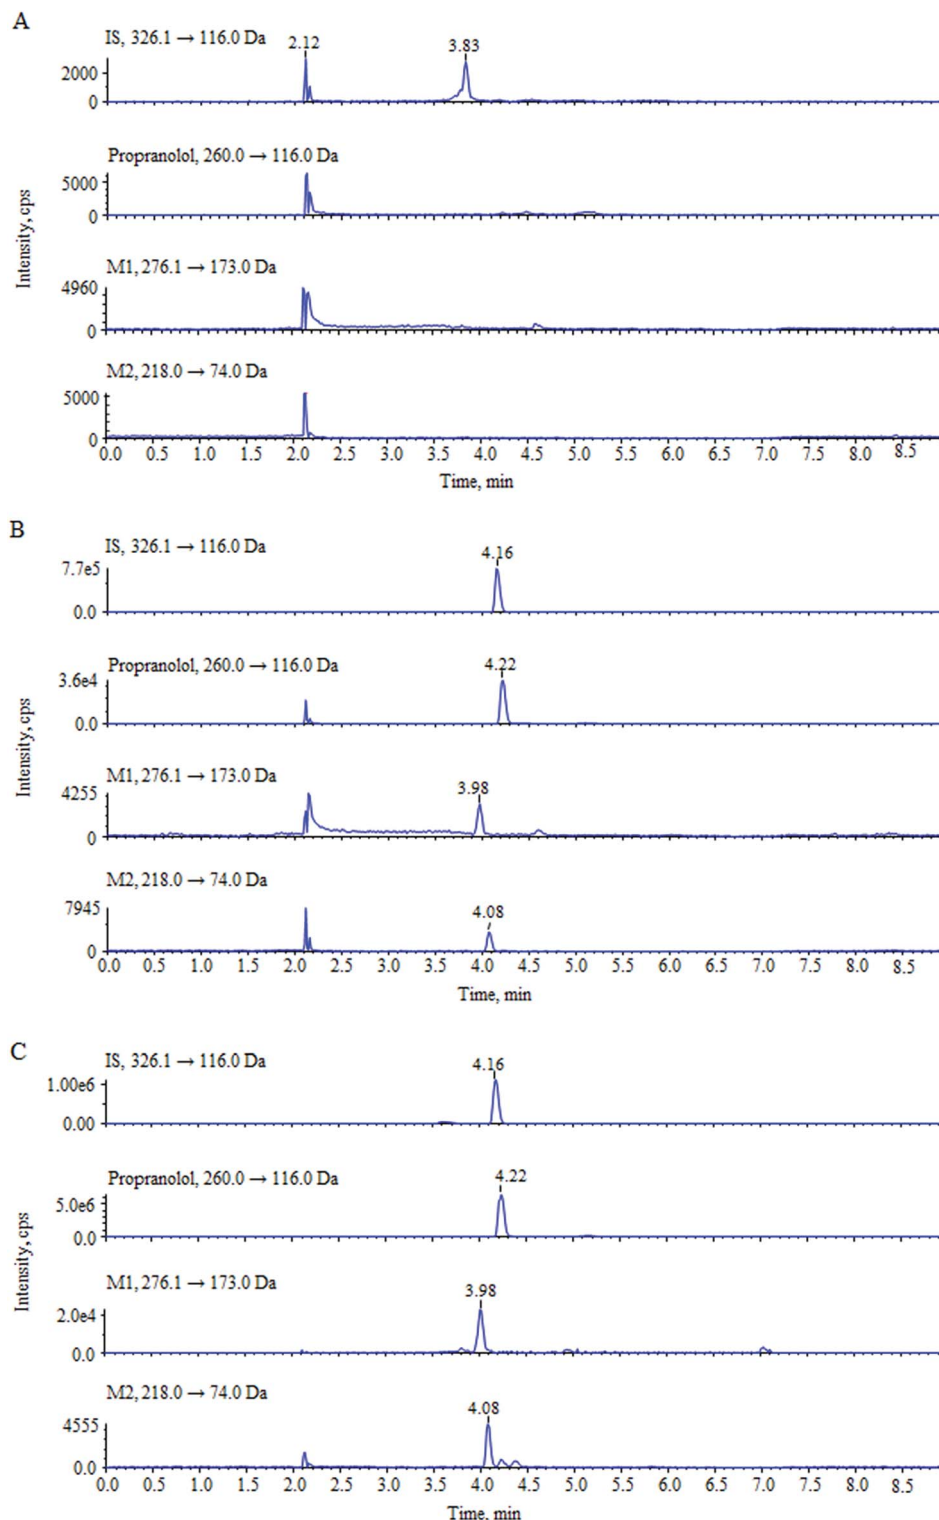 A
IS, 326.1 → 116.0 Da
2.12
3.83
2000
0
Propranolol, 260.0 → 116.0 Da
5000
0
M1, 276.1 → 173.0 Da
4960
0
M2, 218.0 → 74.0 Da
5000
0
0.0 0.5 1.0 1.5 2.0 2.5 3.0 3.5 4.0 4.5 5.0 5.5 6.0 6.5 7.0 7.5 8.0 8.5
Time, min
Intensity, cps
B
IS, 326.1 → 116.0 Da
4.16
7.7e5
0.0
Propranolol, 260.0 → 116.0 Da
4.22
3.6e4
0.0
M1, 276.1 → 173.0 Da
3.98
4255
0
M2, 218.0 → 74.0 Da
4.08
7945
0
0.0 0.5 1.0 1.5 2.0 2.5 3.0 3.5 4.0 4.5 5.0 5.5 6.0 6.5 7.0 7.5 8.0 8.5
Time, min
Intensity, cps
C
IS, 326.1 → 116.0 Da
4.16
1.00e6
0.00
Propranolol, 260.0 → 116.0 Da
4.22
5.0e6
0.0
M1, 276.1 → 173.0 Da
3.98
2.0e4
0.0
M2, 218.0 → 74.0 Da
4.08
4555
0.0
0.0 0.5 1.0 1.5 2.0 2.5 3.0 3.5 4.0 4.5 5.0 5.5 6.0 6.5 7.0 7.5 8.0 8.5
Time, min
Intensity, cps